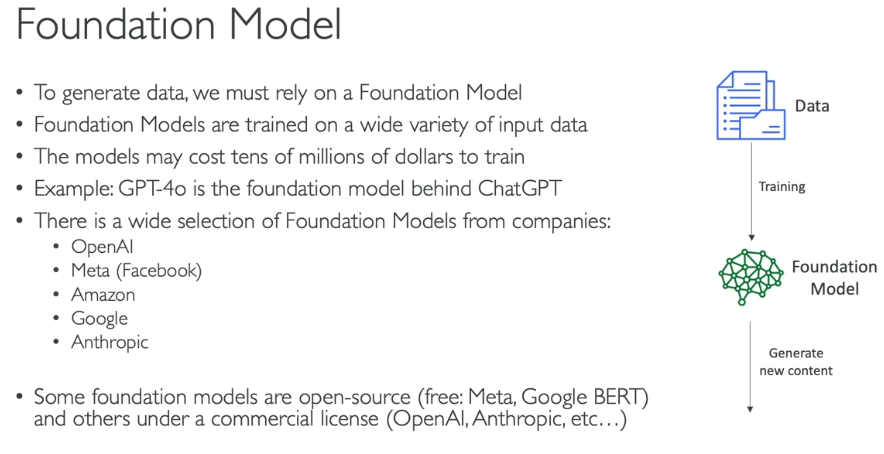 Foundation Model
• To generate data, we must rely on a Foundation Model
• Foundation Models are trained on a wide variety of input data
• The models may cost tens of millions of dollars to train
• Example: GPT-4o is the foundation model behind ChatGPT
• There is a wide selection of Foundation Models from companies:
• OpenAI
• Meta (Facebook)
• Amazon
• Google
• Anthropic
• Some foundation models are open-source (free: Meta, Google BERT)
and others under a commercial license (OpenAI, Anthropic, etc…)
Data
Training
Foundation
Model
Generate
new content